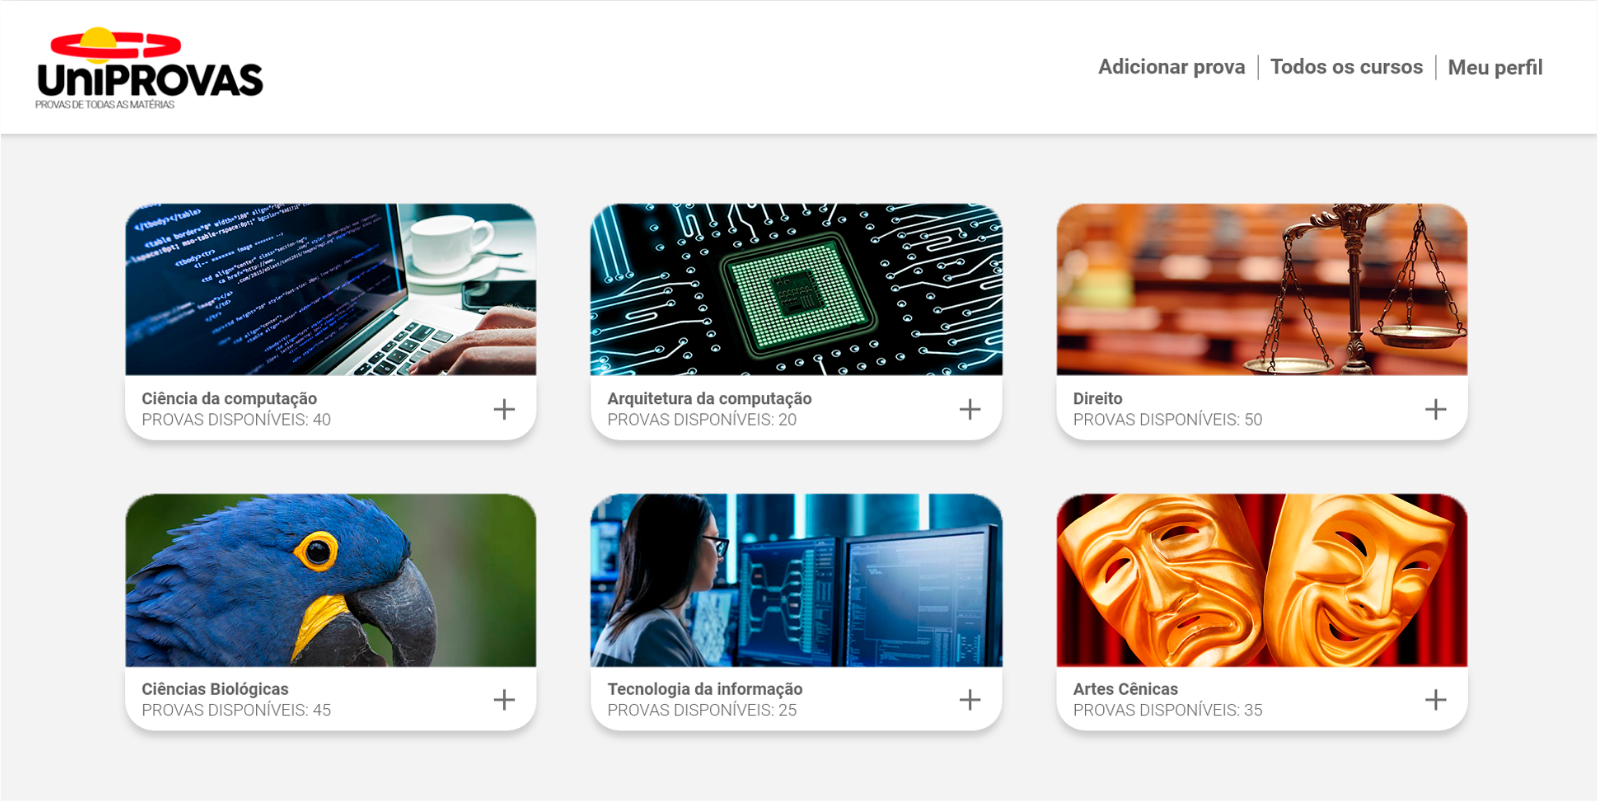 UniPROVAS
PROVAS DE TODAS AS MATÉRIAS
Adicionar prova
Todos os cursos
Meu perfil
Ciência da computação
PROVAS DISPONÍVEIS: 40
Arquitetura da computação
PROVAS DISPONÍVEIS: 20
Direito
PROVAS DISPONÍVEIS: 50
Ciências Biológicas
PROVAS DISPONÍVEIS: 45
Tecnologia da informação
PROVAS DISPONÍVEIS: 25
Artes Cênicas
PROVAS DISPONÍVEIS: 35